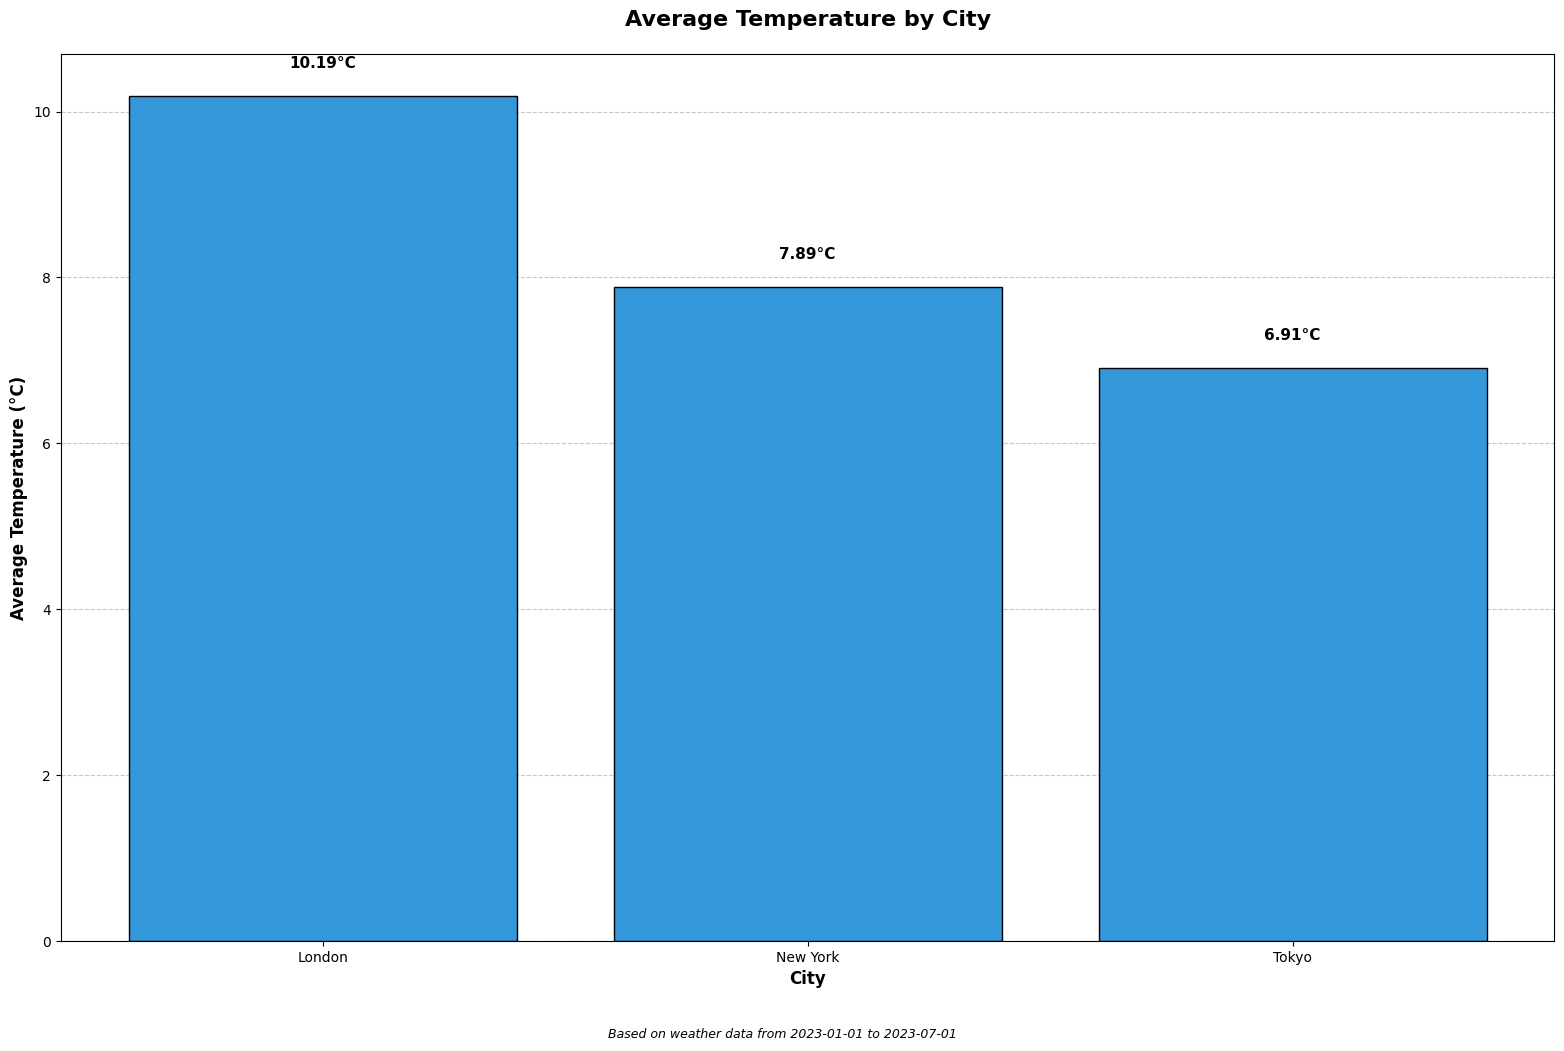 Average Temperature by City
10.19°C
7.89°C
6.91°C
Average Temperature (°C)
10
8
6
4
2
0
London New York Tokyo
City
Based on weather data from 2023-01-01 to 2023-07-01